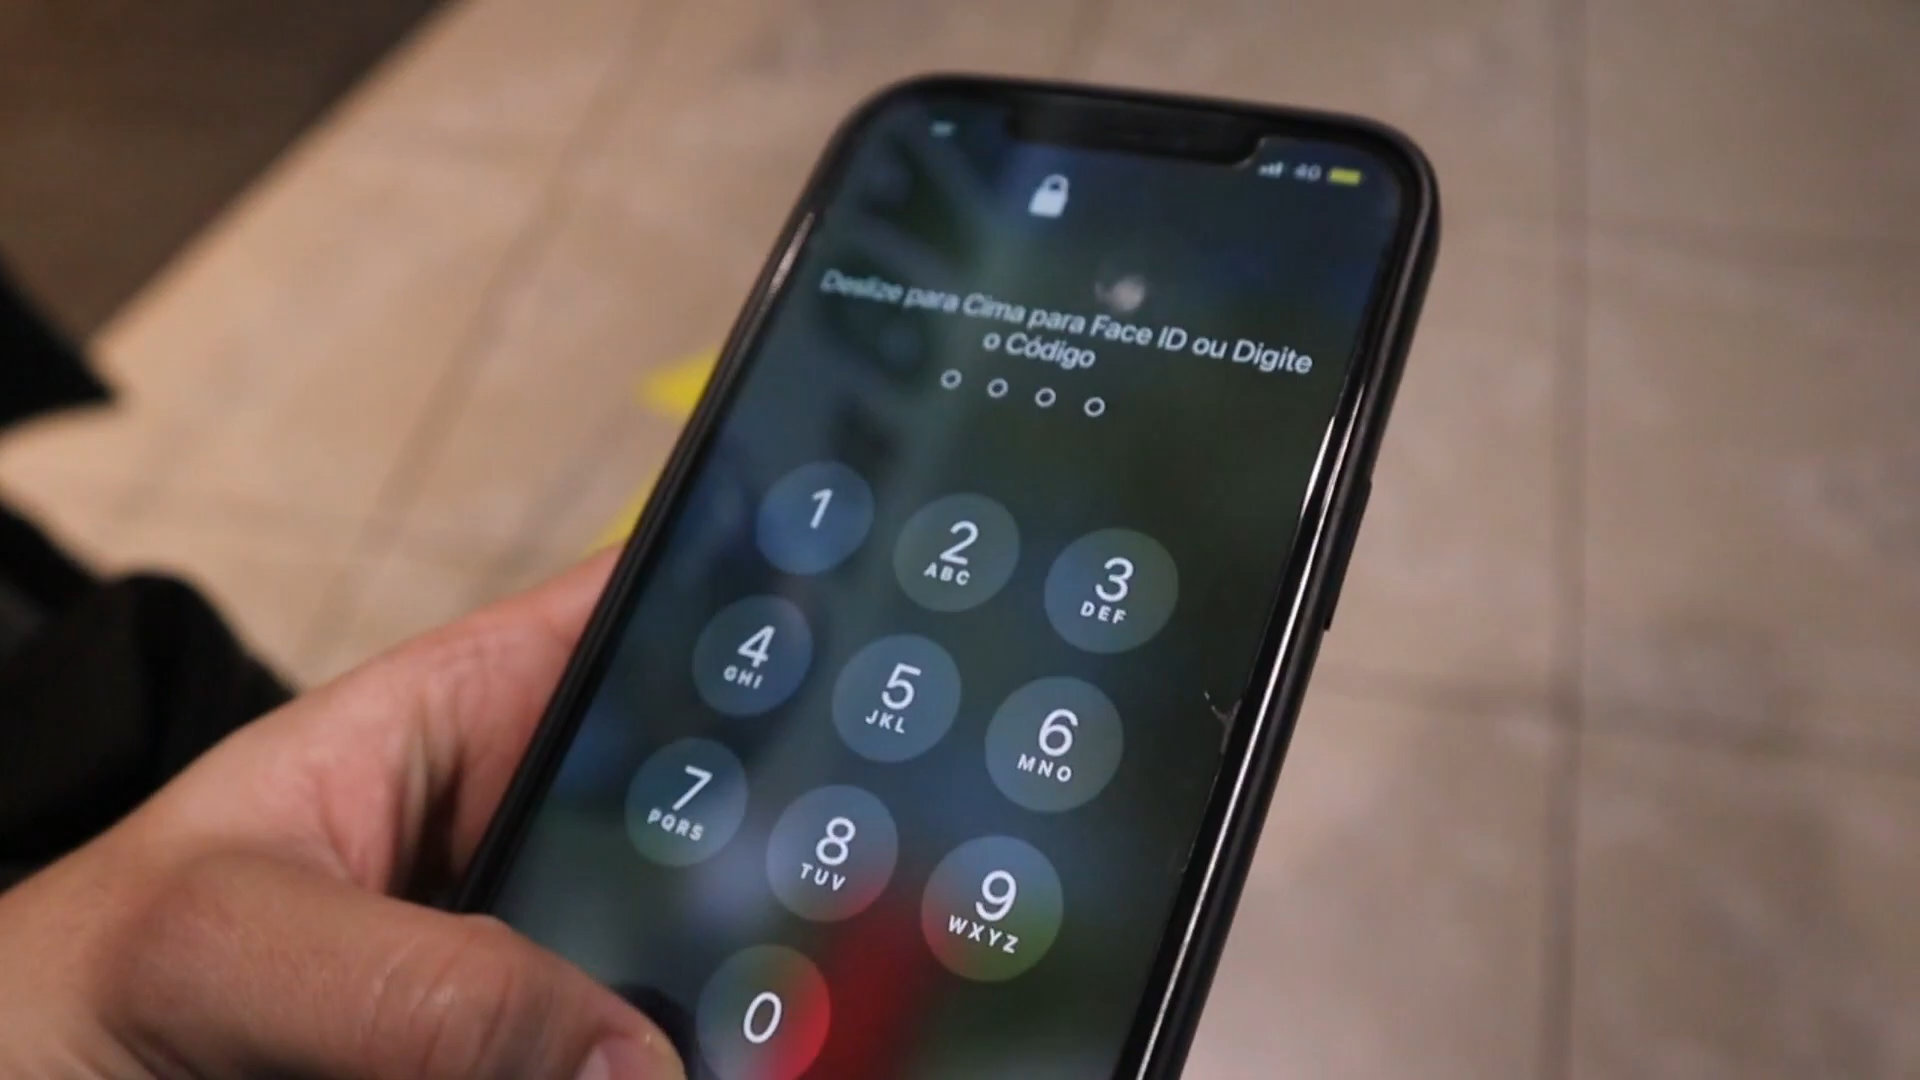 4G
Deslize para Cima para Face ID ou Digite
o Código
1
2
ABC
3
DEF
4
GHI
5
JKL
6
MNO
7
PQRS
8
TUV
9
WXYZ
0